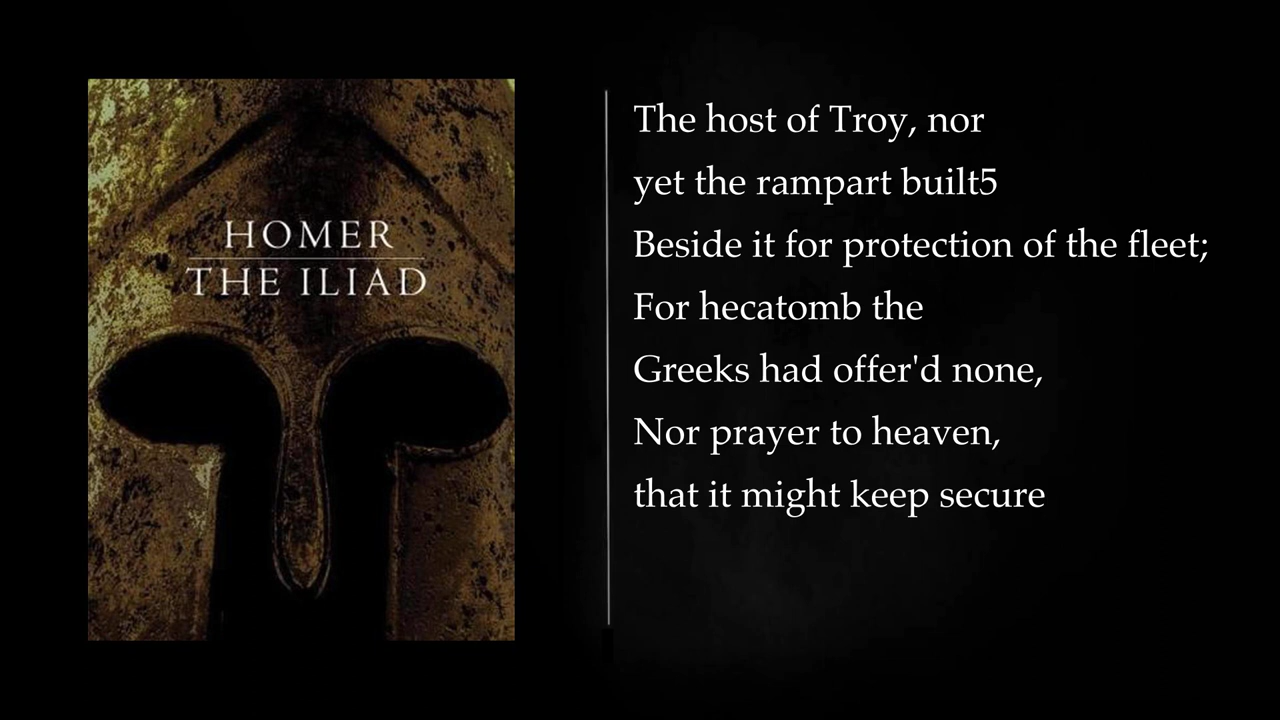 HOMER
THE ILIAD
The host of Troy, nor
yet the rampart built5
Beside it for protection of the fleet;
For hecatomb the
Greeks had offer'd none,
Nor prayer to heaven,
that it might keep secure